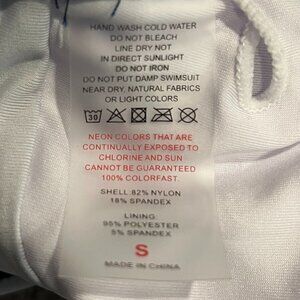 HAND WASH COLD WATER
DO NOT BLEACH
LINE DRY NOT
IN DIRECT SUNLIGHT
DO NOT IRON
DO NOT PUT DAMP SWIMSUIT
NEAR DRY, NATURAL FABRICS
OR LIGHT COLORS
30
NEON COLORS THAT ARE
CONTINUALLY EXPOSED TO
CHLORINE AND SUN
CANNOT BE GUARANTEED
100% COLORFAST.
SHELL:82% NYLON
18% SPANDEX
LINING:
95% POLYESTER
5% SPANDEX
S
MADE IN CHINA